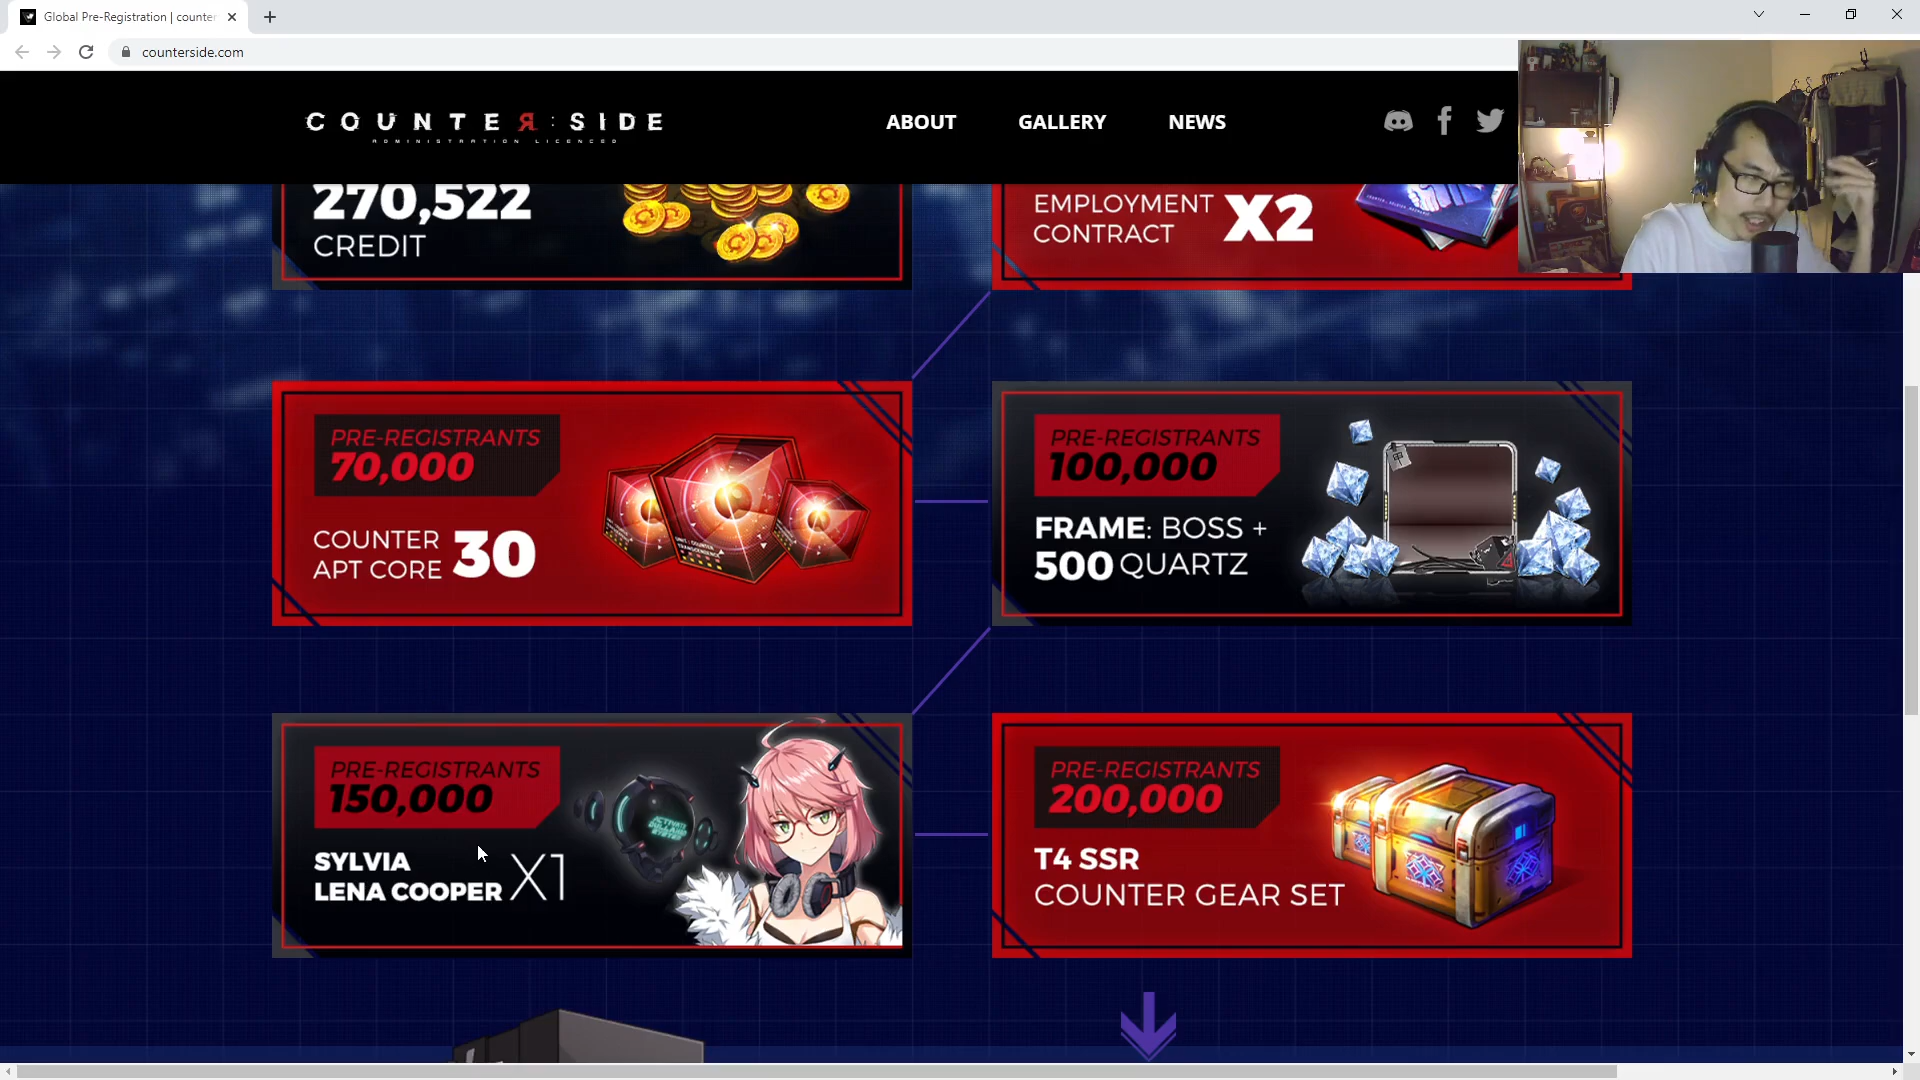 Global Pre-Registration | counter
counterside.com
COUNTER:SIDE
ADMINISTRATION LICENCED
ABOUT
GALLERY
NEWS
270,522
CREDIT
EMPLOYMENT
CONTRACT X2
PRE-REGISTRANTS
70,000
COUNTER
APT CORE 30
PRE-REGISTRANTS
100,000
FRAME: BOSS +
500 QUARTZ
PRE-REGISTRANTS
150,000
SYLVIA
LENA COOPER X1
PRE-REGISTRANTS
200,000
T4 SSR
COUNTER GEAR SET